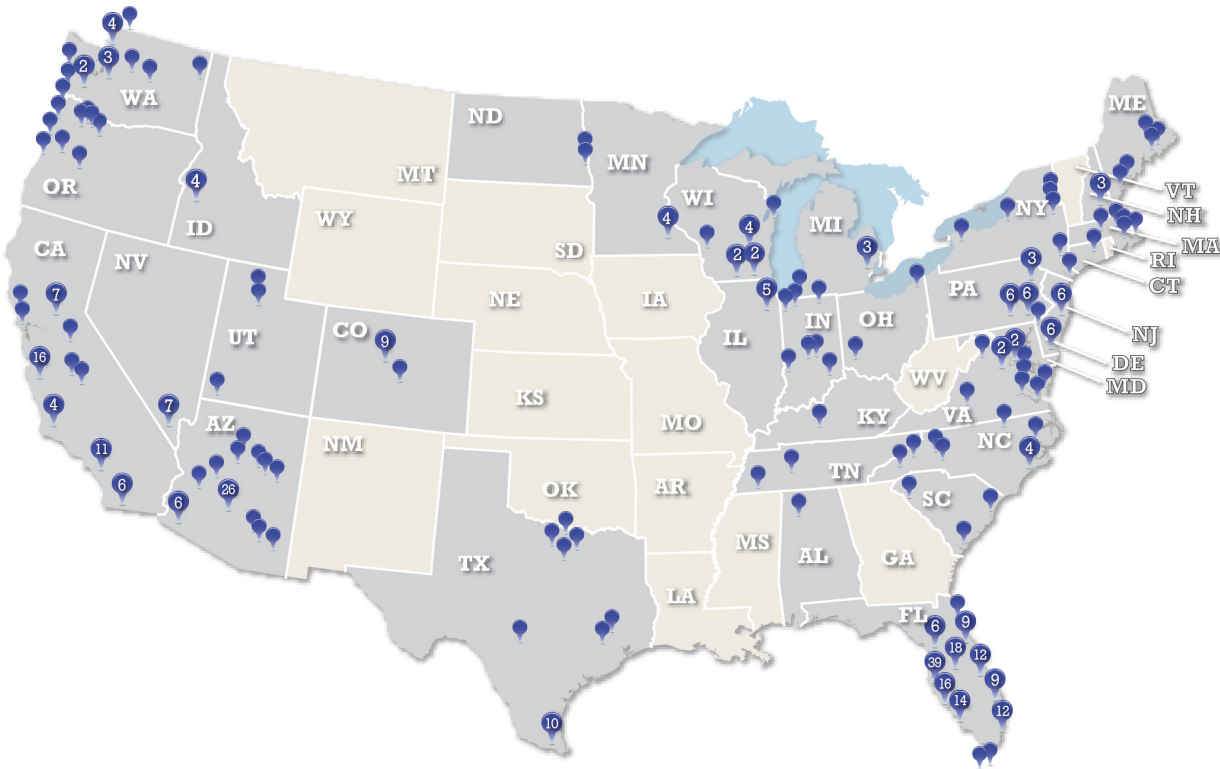 4
3
2
WA
ME
ND
MN
OR
4
ID
MT
WY
SD
WI
4
4
2
2
MI
3
NY
3
VT
NH
MA
RI
CT
CA
NV
7
16
4
11
6
7
UT
CO
9
NE
IA
5
IL
IN
OH
PA
3
6
6
6
NJ
6
DE
MD
2
2
WV
VA
KS
MO
KY
AZ
26
6
NM
OK
AR
TN
NC
4
SC
TX
10
LA
MS
AL
GA
FL
6
9
18
12
39
16
9
14
12